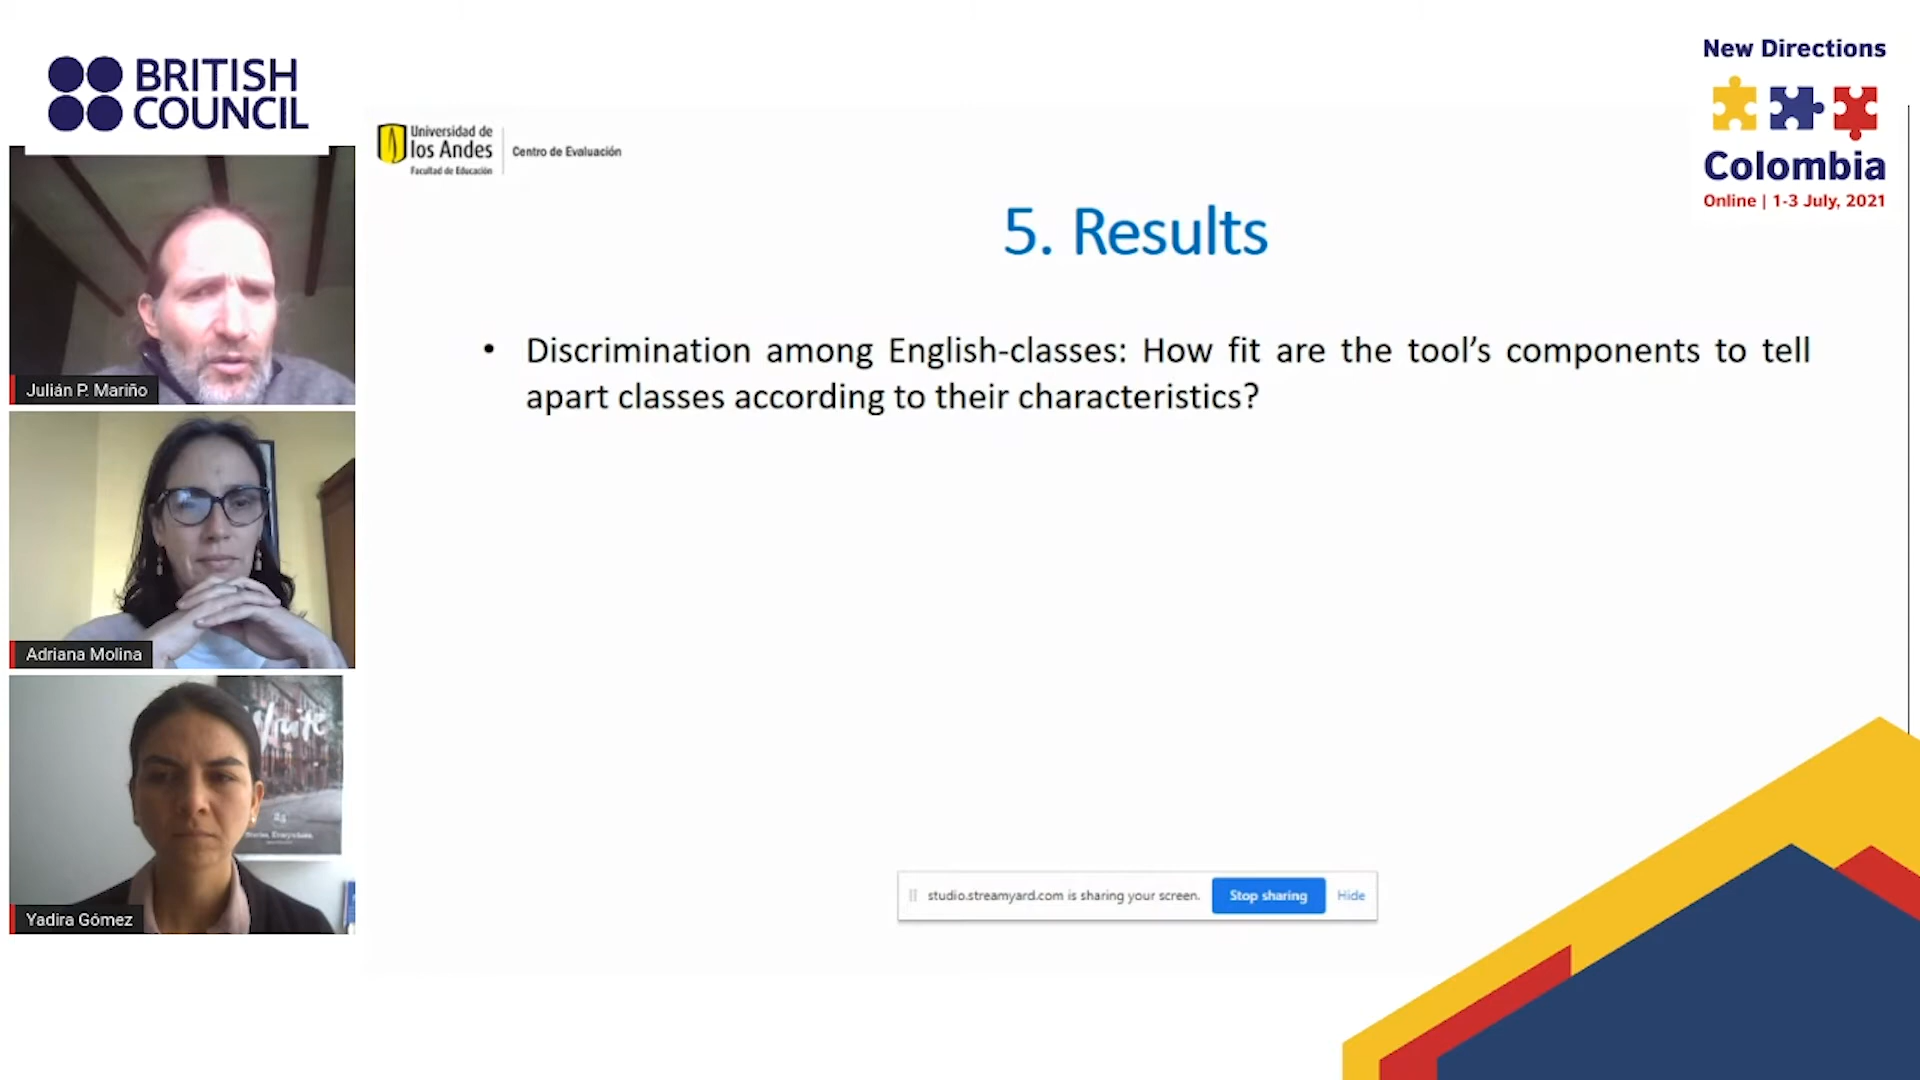 BRITISH
COUNCIL
New Directions
Colombia
Online | 1-3 July, 2021
Universidad de
los Andes
Facultad de Educación
Centro de Evaluación
5. Results
• Discrimination among English-classes: How fit are the tool's components to tell
apart classes according to their characteristics?
Julián P. Mariño
Adriana Molina
Yadira Gómez
studio.streamyard.com is sharing your screen.
Stop sharing
Hide